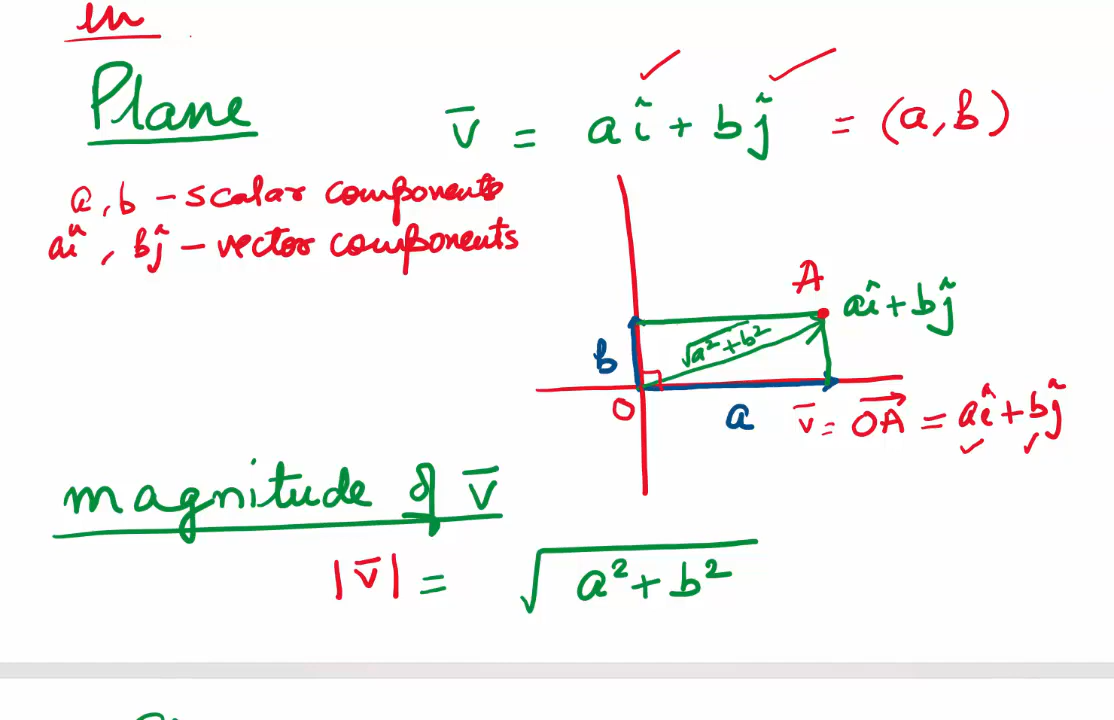 in
Plane
v̄ = aî + bĵ = (a, b)
a, b - scalar components
aî, bĵ - vector components
A
aî + bĵ
√a² + b²
b
O
a
v̄ = OA⃗ = aî + bĵ
magnitude of v̄
|v̄| = √a² + b²